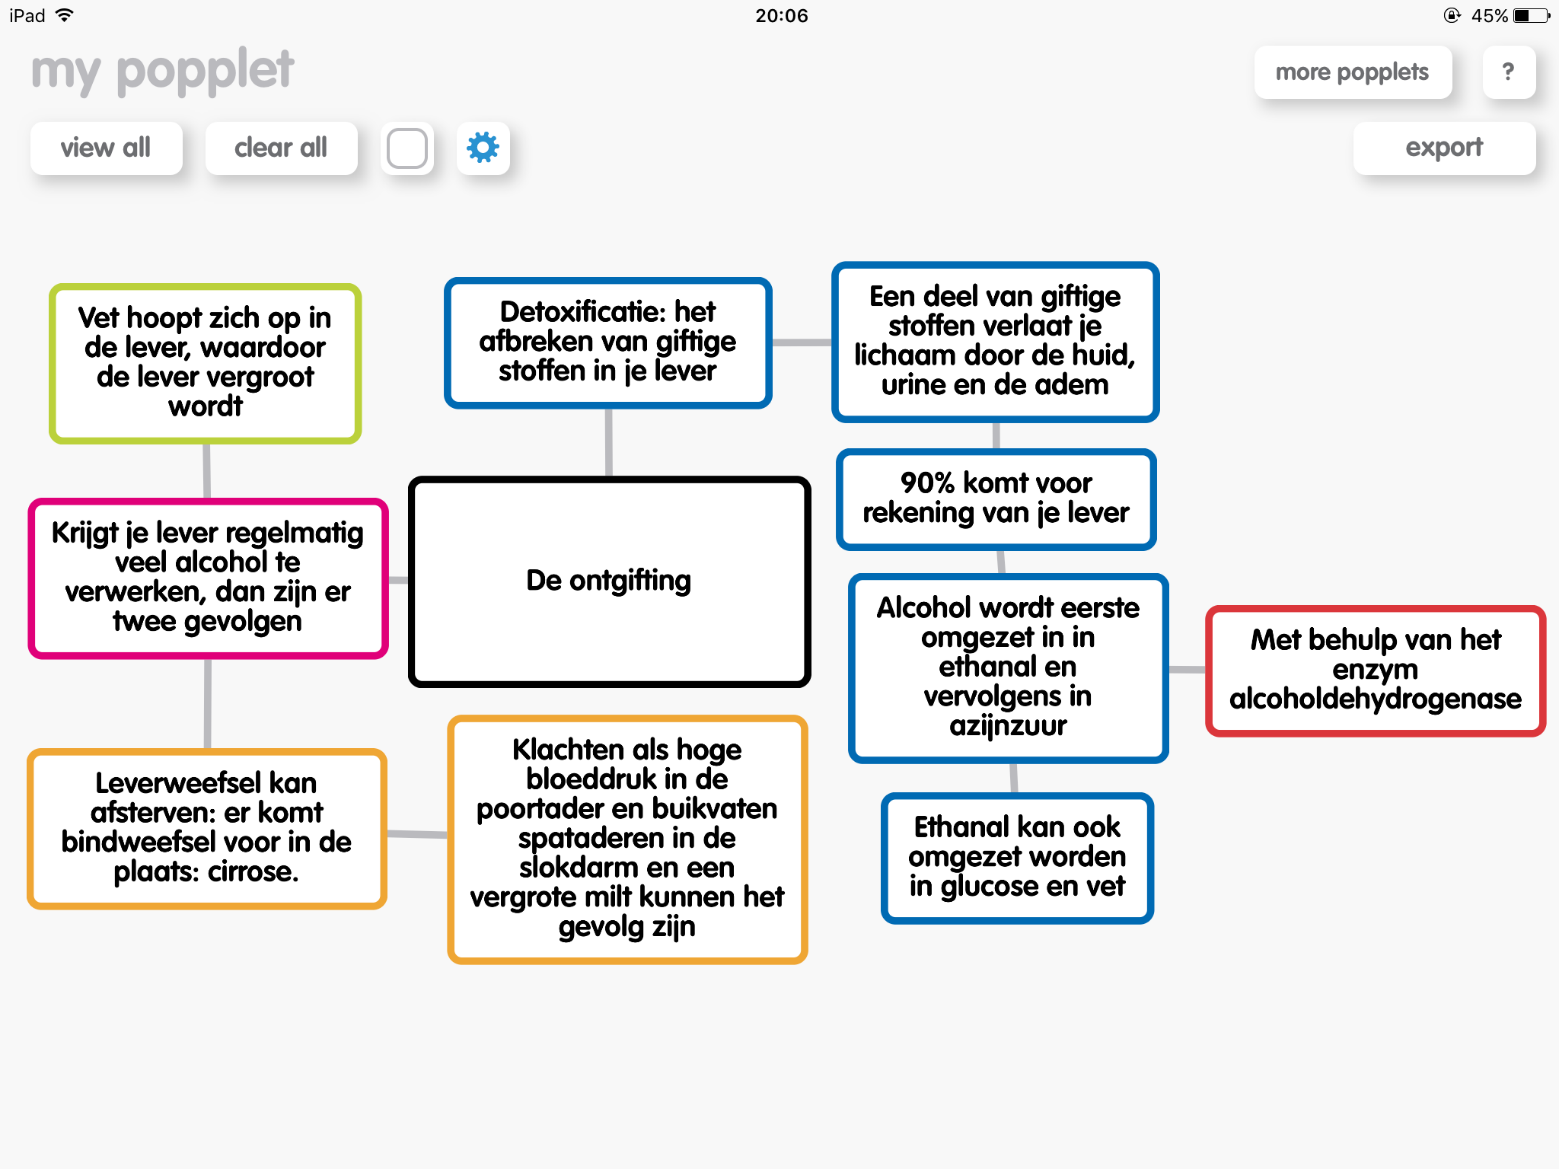 iPad
20:06
45%
my popplet
more popplets
?
view all
clear all
export
Vet hoopt zich op in
de lever, waardoor
de lever vergroot
wordt
Detoxificatie: het
afbreken van giftige
stoffen in je lever
Een deel van giftige
stoffen verlaat je
lichaam door de huid,
urine en de adem
90% komt voor
rekening van je lever
Krijgt je lever regelmatig
veel alcohol te
verwerken, dan zijn er
twee gevolgen
De ontgifting
Alcohol wordt eerste
omgezet in in
ethanal en
vervolgens in
azijnzuur
Met behulp van het
enzym
alcoholdehydrogenase
Leverweefsel kan
afsterven: er komt
bindweefsel voor in de
plaats: cirrose.
Klachten als hoge
bloeddruk in de
poortader en buikvaten
spataderen in de
slokdarm en een
vergrote milt kunnen het
gevolg zijn
Ethanal kan ook
omgezet worden
in glucose en vet